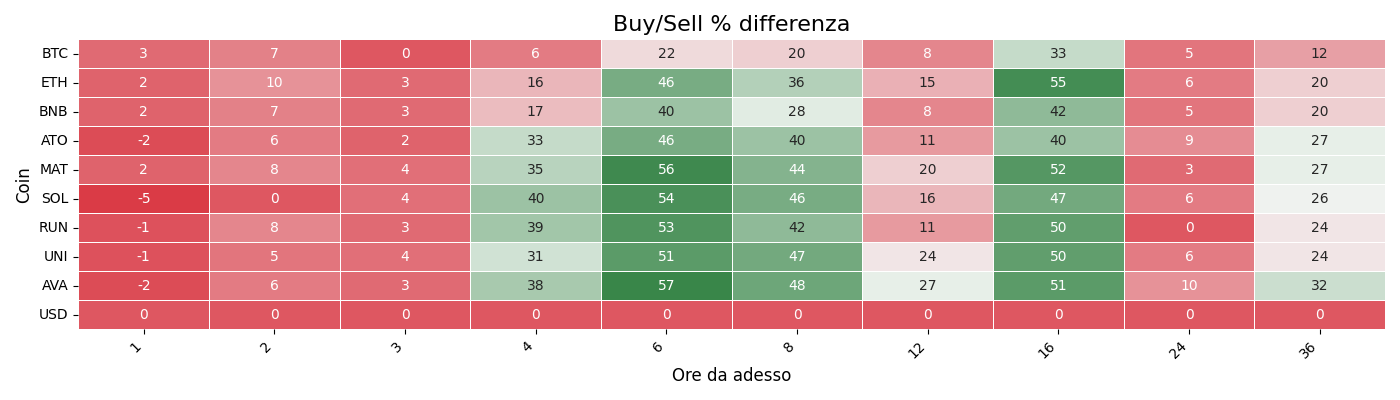 Buy/Sell % differenza
Coin
BTC 3 7 0 6 22 20 8 33 5 12
ETH 2 10 3 16 46 36 15 55 6 20
BNB 2 7 3 17 40 28 8 42 5 20
ATO -2 6 2 33 46 40 11 40 9 27
MAT 2 8 4 35 56 44 20 52 3 27
SOL -5 0 4 40 54 46 16 47 6 26
RUN -1 8 3 39 53 42 11 50 0 24
UNI -1 5 4 31 51 47 24 50 6 24
AVA -2 6 3 38 57 48 27 51 10 32
USD 0 0 0 0 0 0 0 0 0 0
1 2 3 4 6 8 12 16 24 36
Ore da adesso